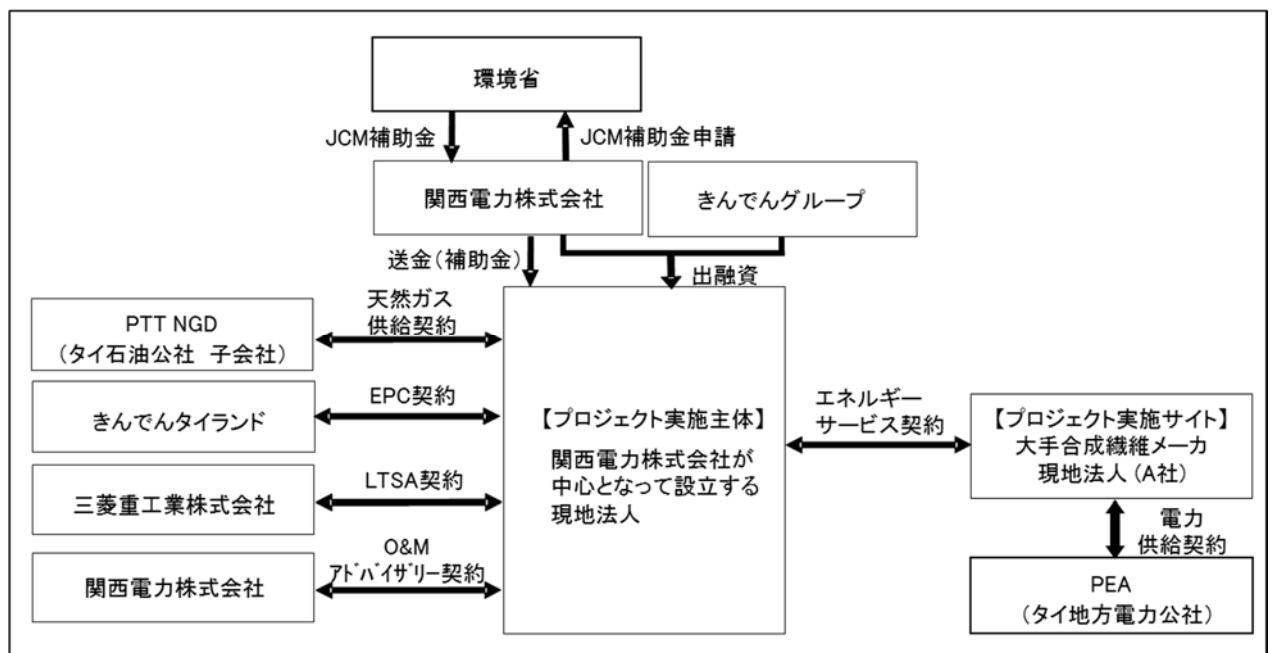 環境省
JCM補助金
JCM補助金申請
関西電力株式会社
きんでんグループ
送金(補助金)
出融資
PTT NGD
(タイ石油公社 子会社)
天然ガス
供給契約
きんでんタイランド
EPC契約
三菱重工業株式会社
LTSA契約
関西電力株式会社
O&M
アドバイザリー契約
【プロジェクト実施主体】
関西電力株式会社が
中心となって設立する
現地法人
エネルギー
サービス契約
【プロジェクト実施サイト】
大手合成繊維メーカ
現地法人(A社)
電力
供給契約
PEA
(タイ地方電力公社)